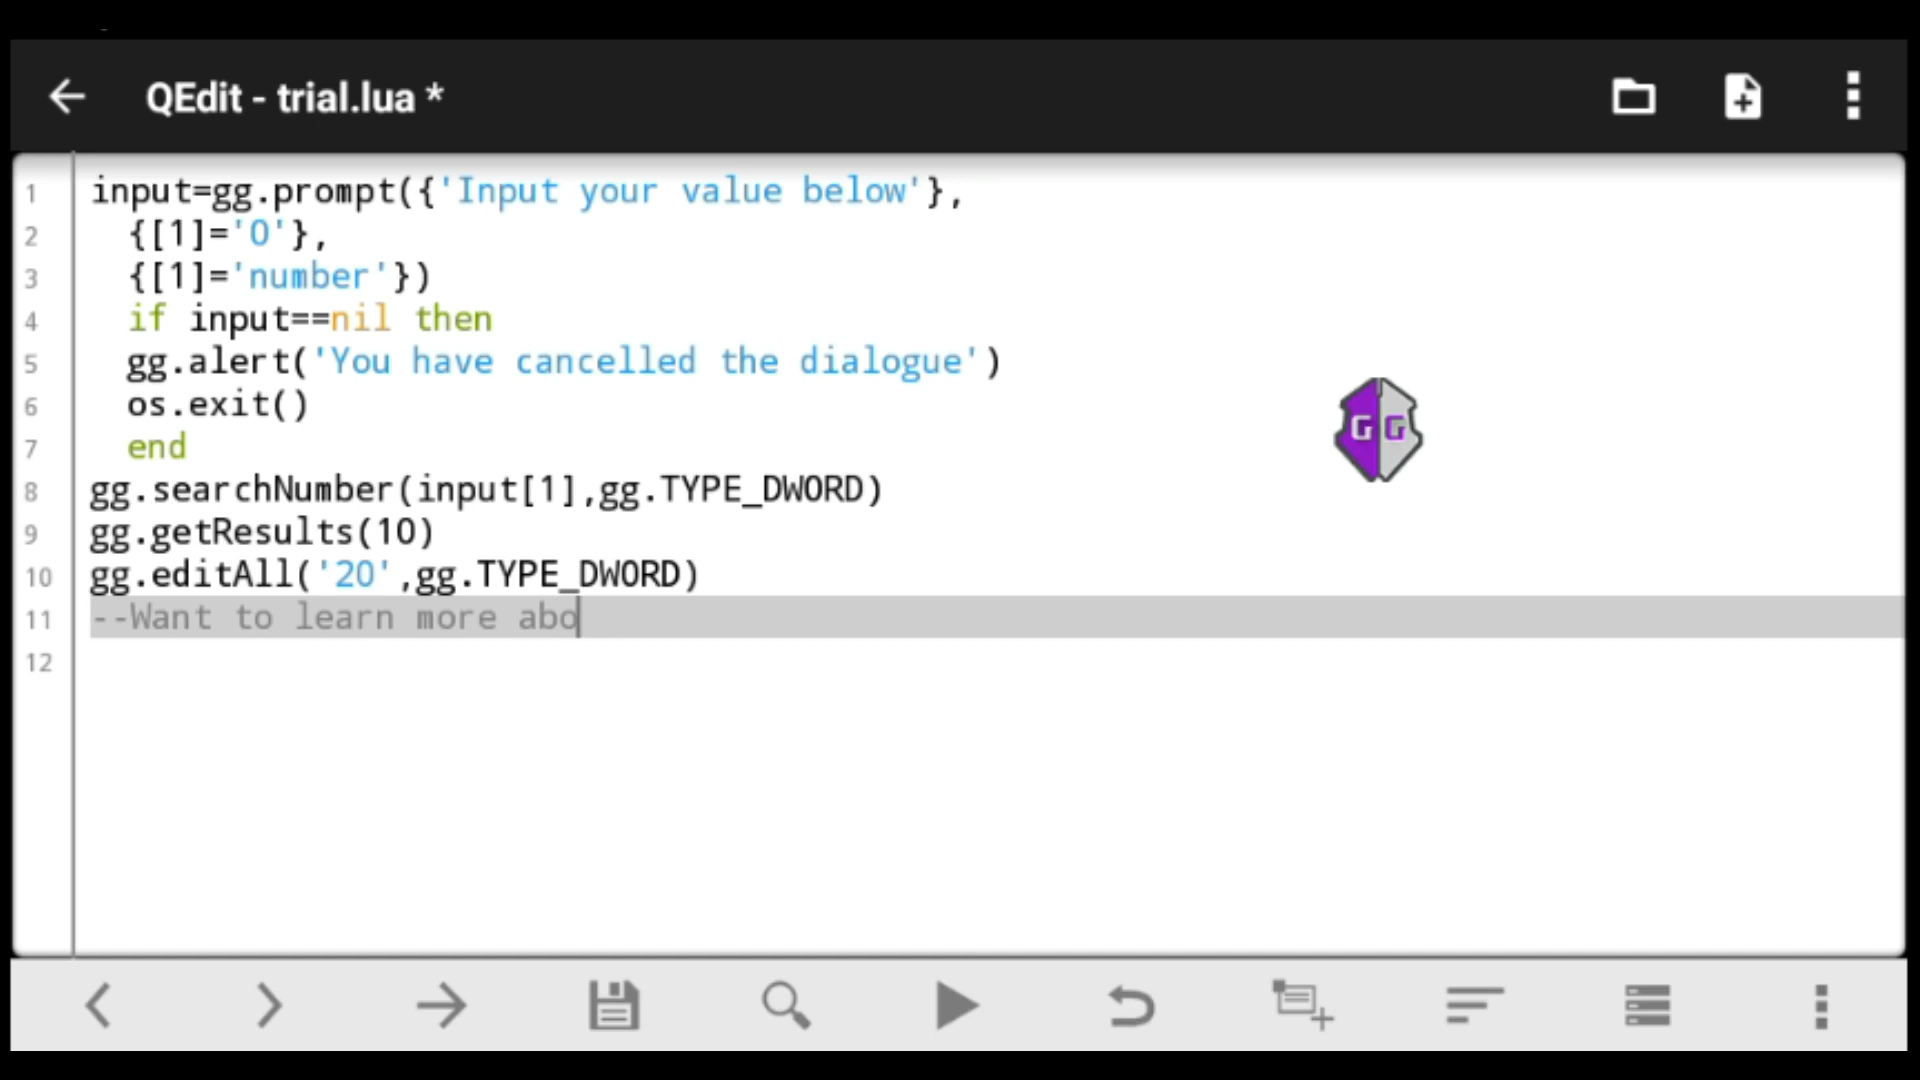 QEdit - trial.lua *
1 input=gg.prompt({'Input your value below'},
2 {[1]='0'},
3 {[1]='number'})
4 if input==nil then
5 gg.alert('You have cancelled the dialogue')
6 os.exit()
7 end
8 gg.searchNumber(input[1],gg.TYPE_DWORD)
9 gg.getResults(10)
10 gg.editAll('20',gg.TYPE_DWORD)
11 --Want to learn more abo
12
GG